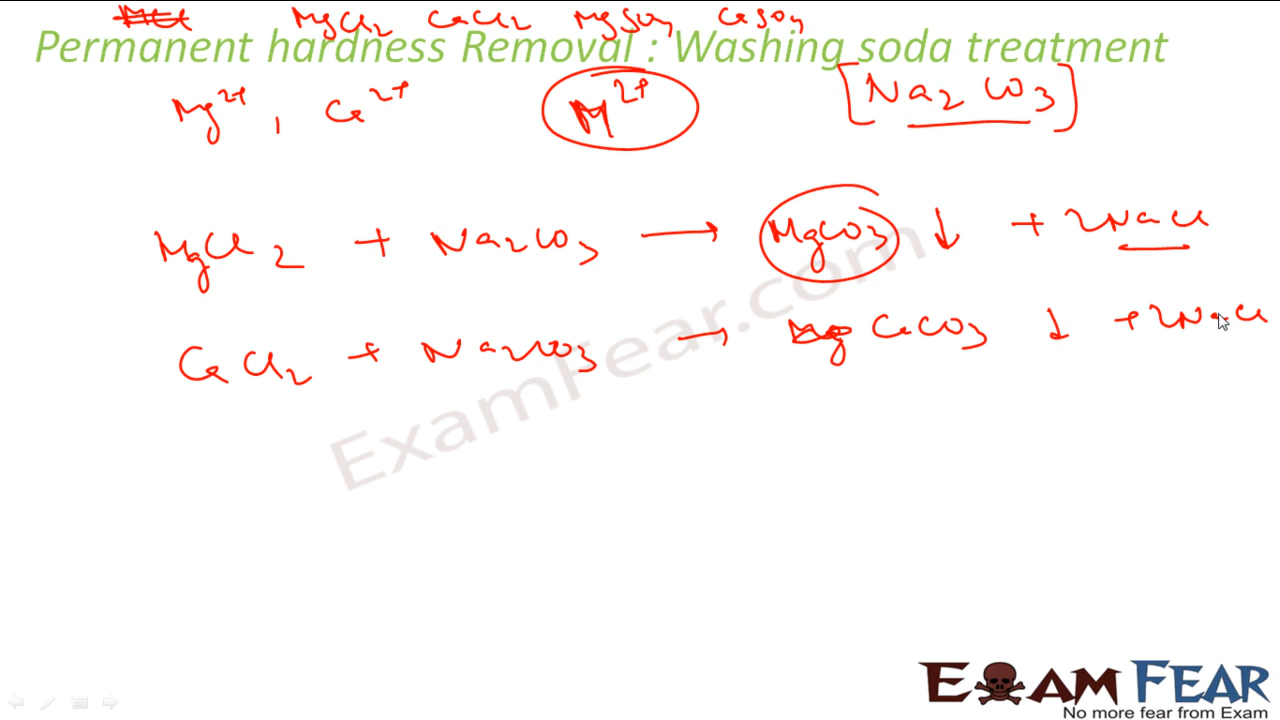 MgCl2 CaCl2 MgSO4 CaSO4
Permanent hardness Removal : Washing soda treatment
Mg2+, Ca2+ M2+ [Na2CO3]
MgCl2 + Na2CO3 → MgCO3 ↓ + 2NaCl
CaCl2 + Na2CO3 → CaCO3 ↓ + 2NaCl
ExamFear.com
EXAM FEAR
No more fear from Exam